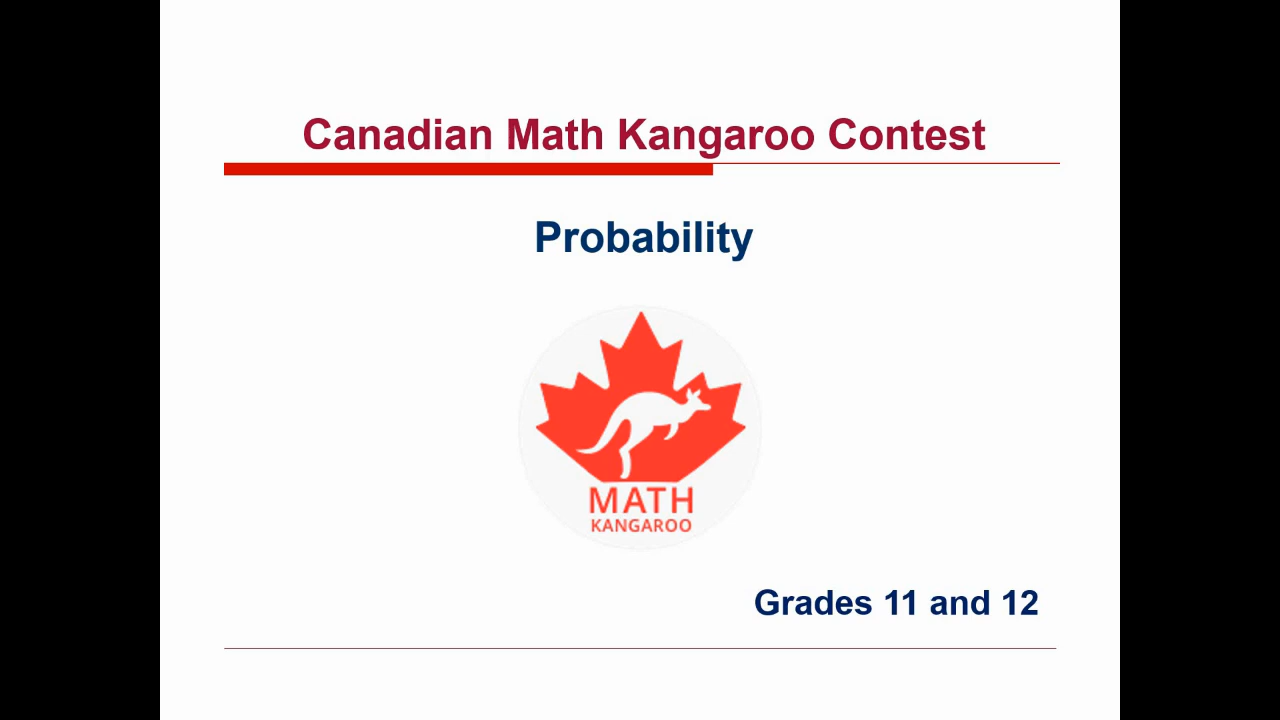 Canadian Math Kangaroo Contest
Probability
MATH
KANGAROO
Grades 11 and 12